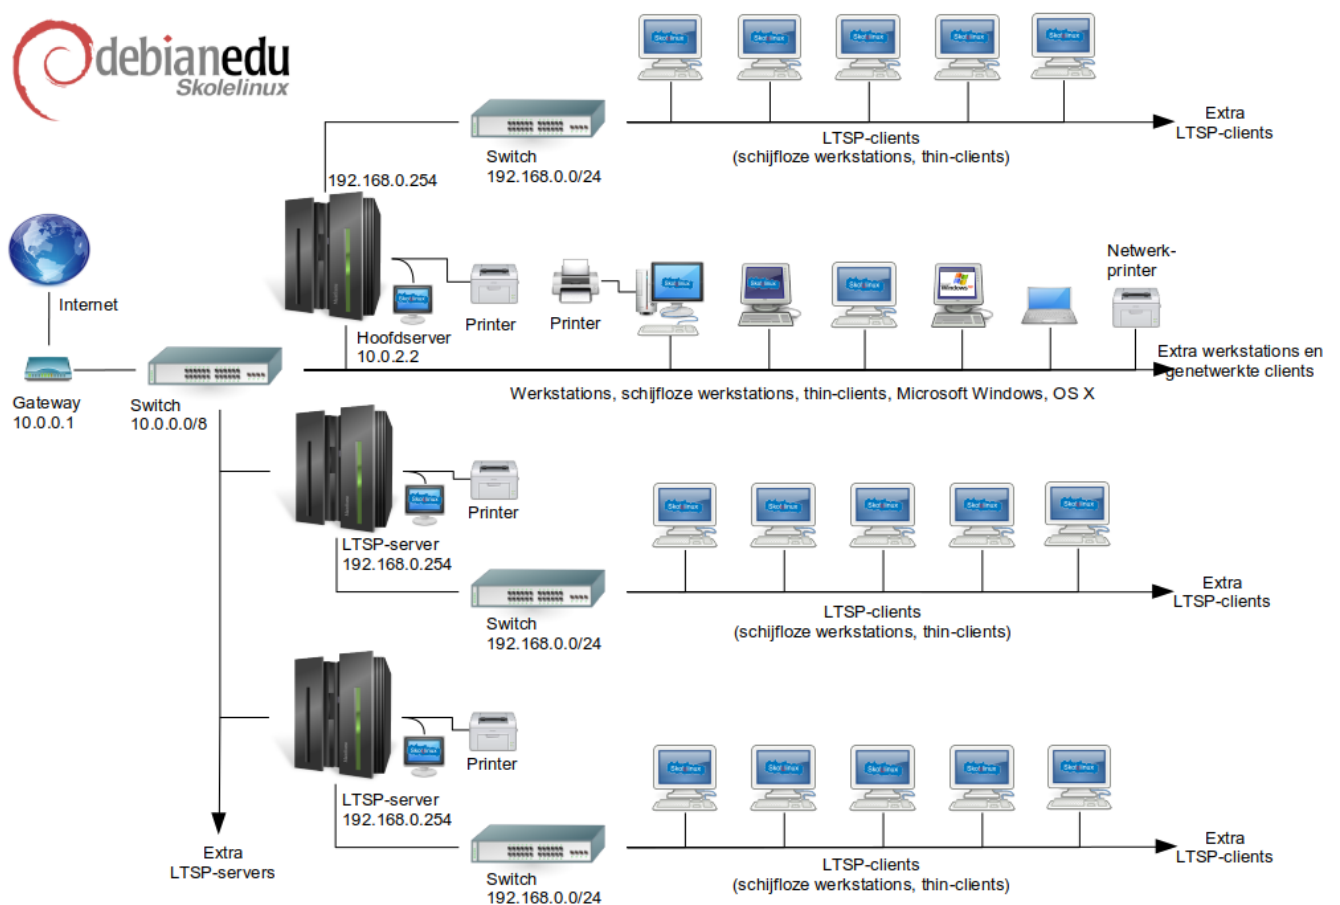 debianedu
Skolelinux
Switch
192.168.0.0/24
LTSP-clients
(schijfloze werkstations, thin-clients)
Extra
LTSP-clients
192.168.0.254
Internet
Gateway
10.0.0.1
Switch
10.0.0.0/8
Hoofdserver
10.0.2.2
Printer
Printer
Skolelinux
Windows
Netwerk-
printer
Werkstations, schijfloze werkstations, thin-clients, Microsoft Windows, OS X
Extra werkstations en
genetwerkte clients
LTSP-server
192.168.0.254
Printer
Switch
192.168.0.0/24
LTSP-clients
(schijfloze werkstations, thin-clients)
Extra
LTSP-clients
LTSP-server
192.168.0.254
Printer
Switch
192.168.0.0/24
LTSP-clients
(schijfloze werkstations, thin-clients)
Extra
LTSP-clients
Extra
LTSP-servers